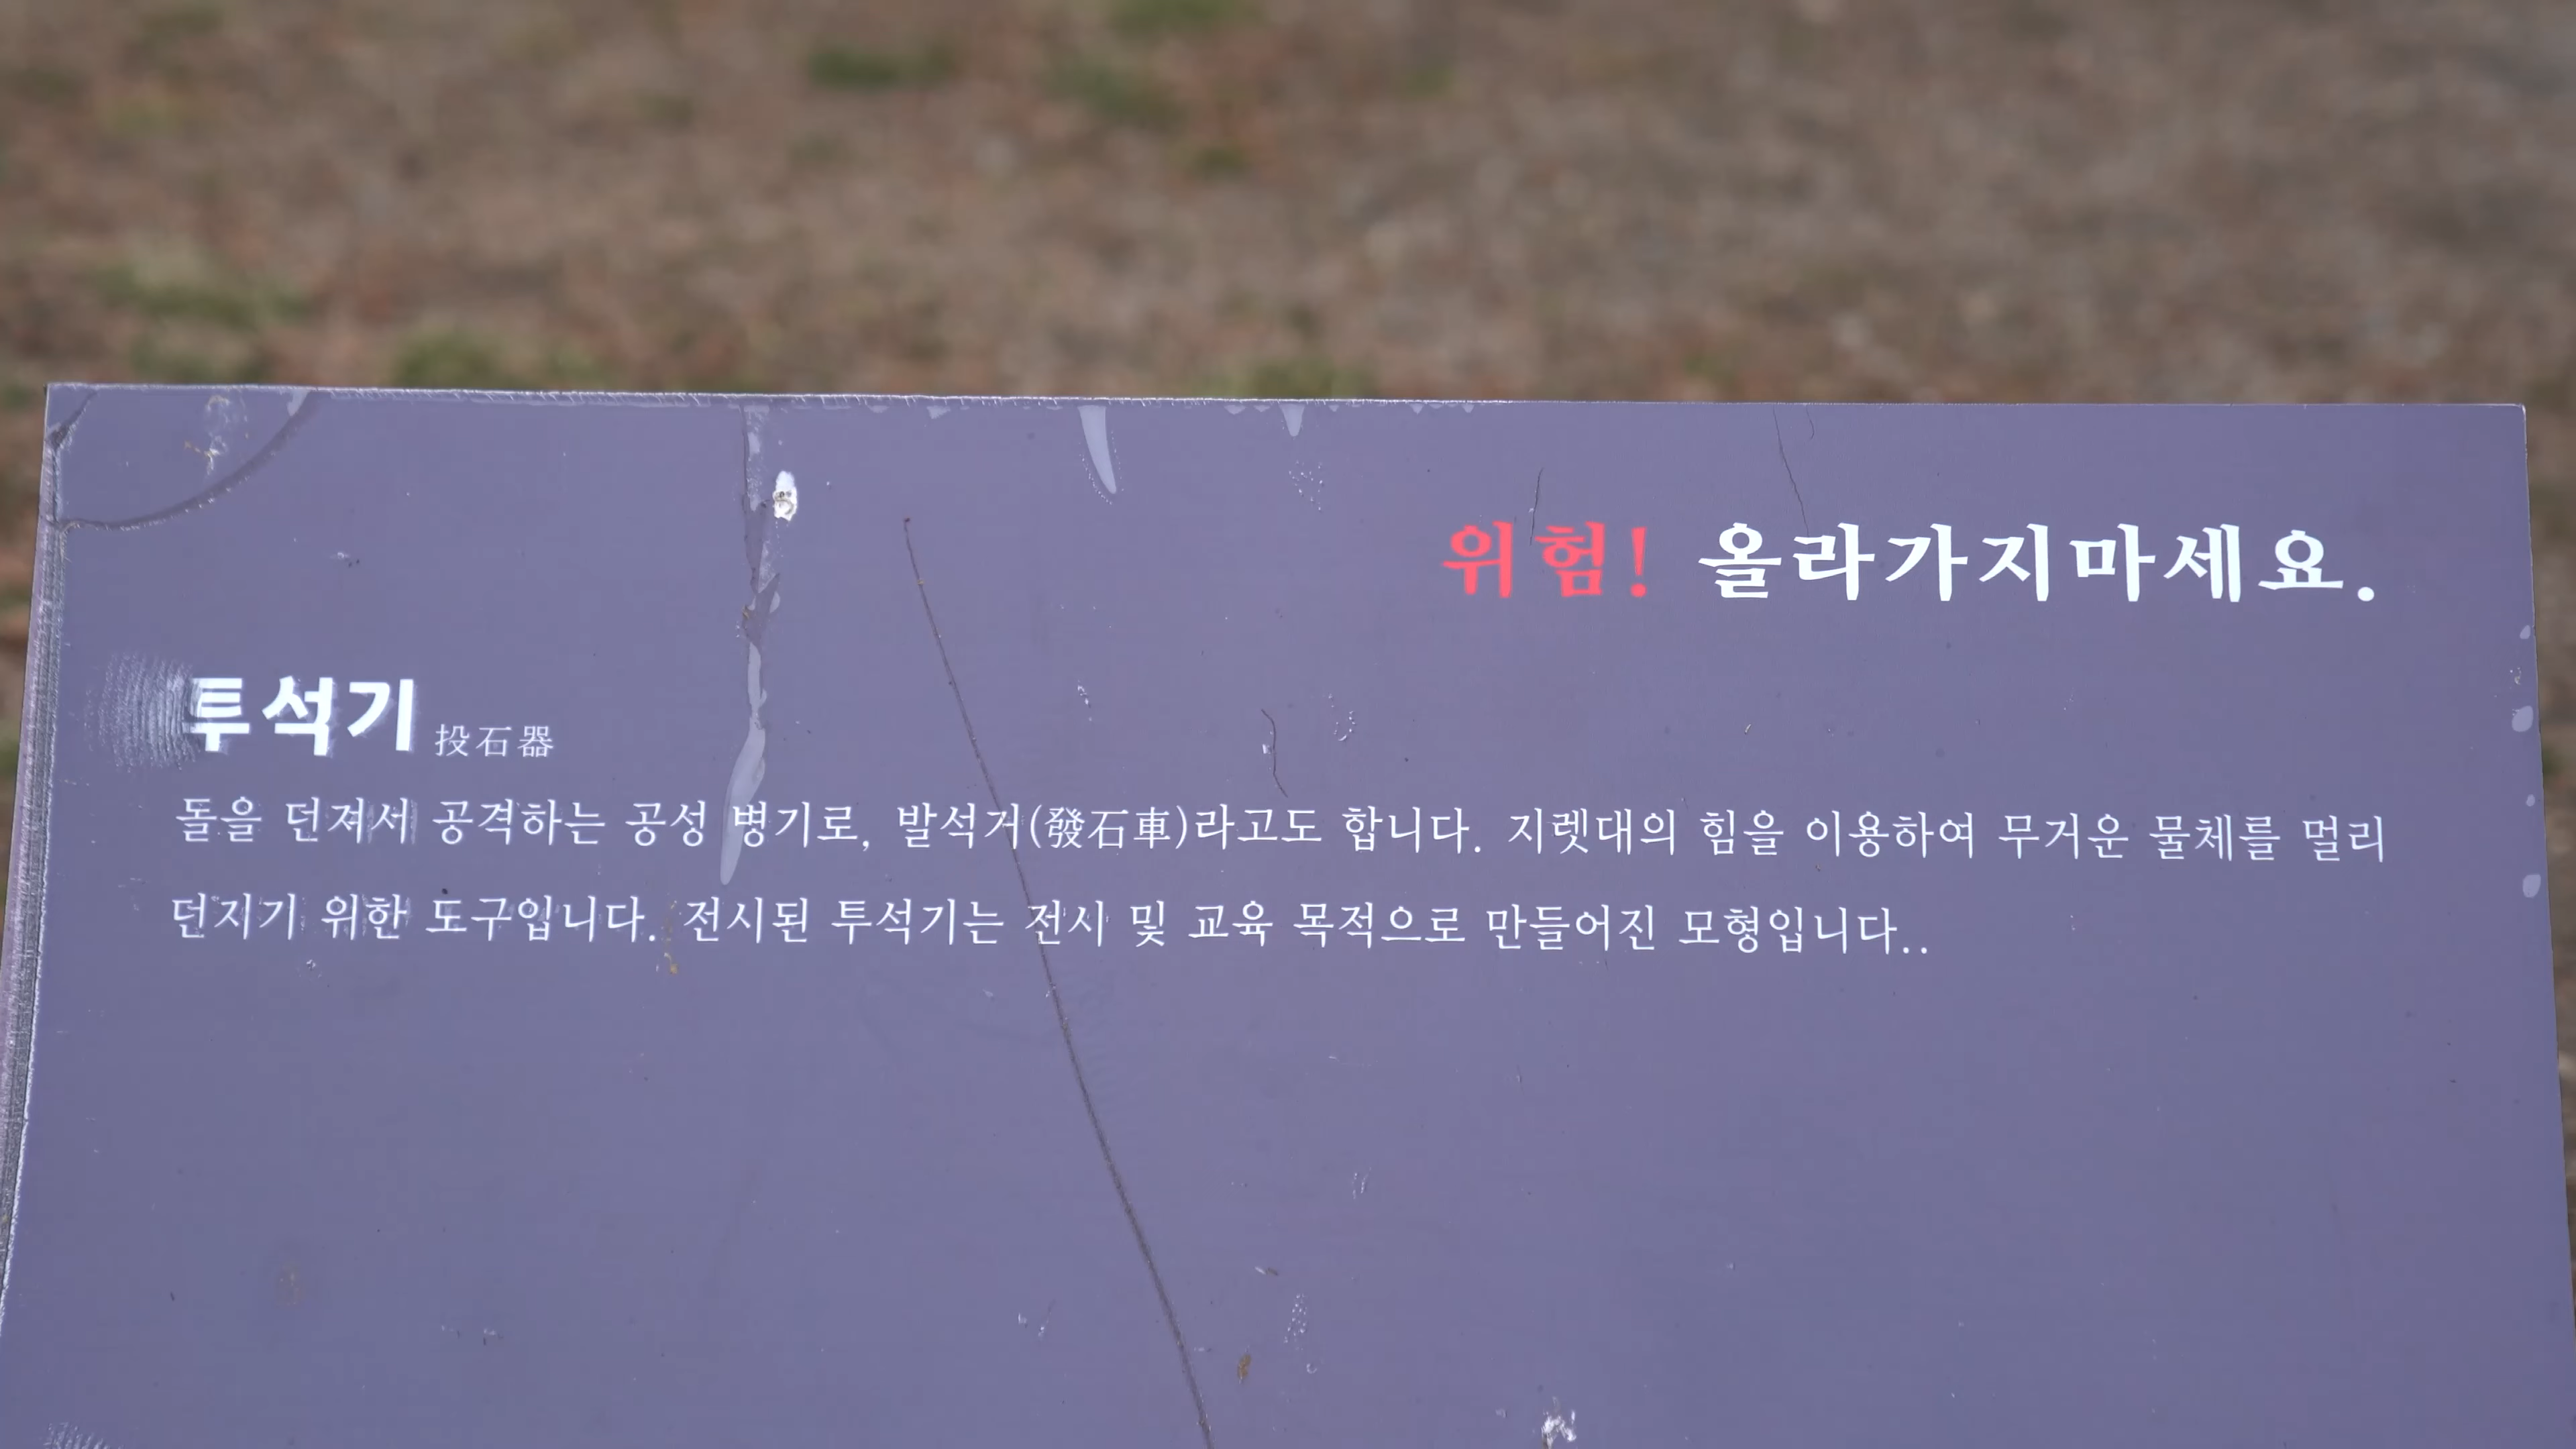 위험! 올라가지마세요.
투석기 投石器
돌을 던져서 공격하는 공성 병기로, 발석거(發石車)라고도 합니다. 지렛대의 힘을 이용하여 무거운 물체를 멀리
던지기 위한 도구입니다. 전시된 투석기는 전시 및 교육 목적으로 만들어진 모형입니다..